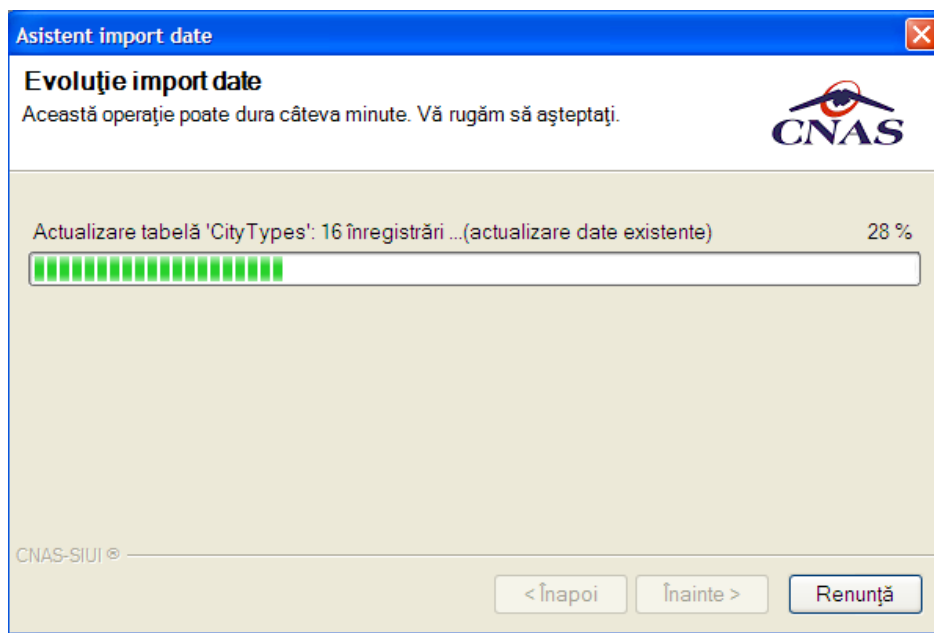 Asistent import date
Evoluţie import date
Această operaţie poate dura câteva minute. Vă rugăm să aşteptaţi.
CNAS
Actualizare tabelă 'CityTypes': 16 înregistrări ...(actualizare date existente) 28 %
CNAS-SIUI ®
< Înapoi Înainte > Renunţă